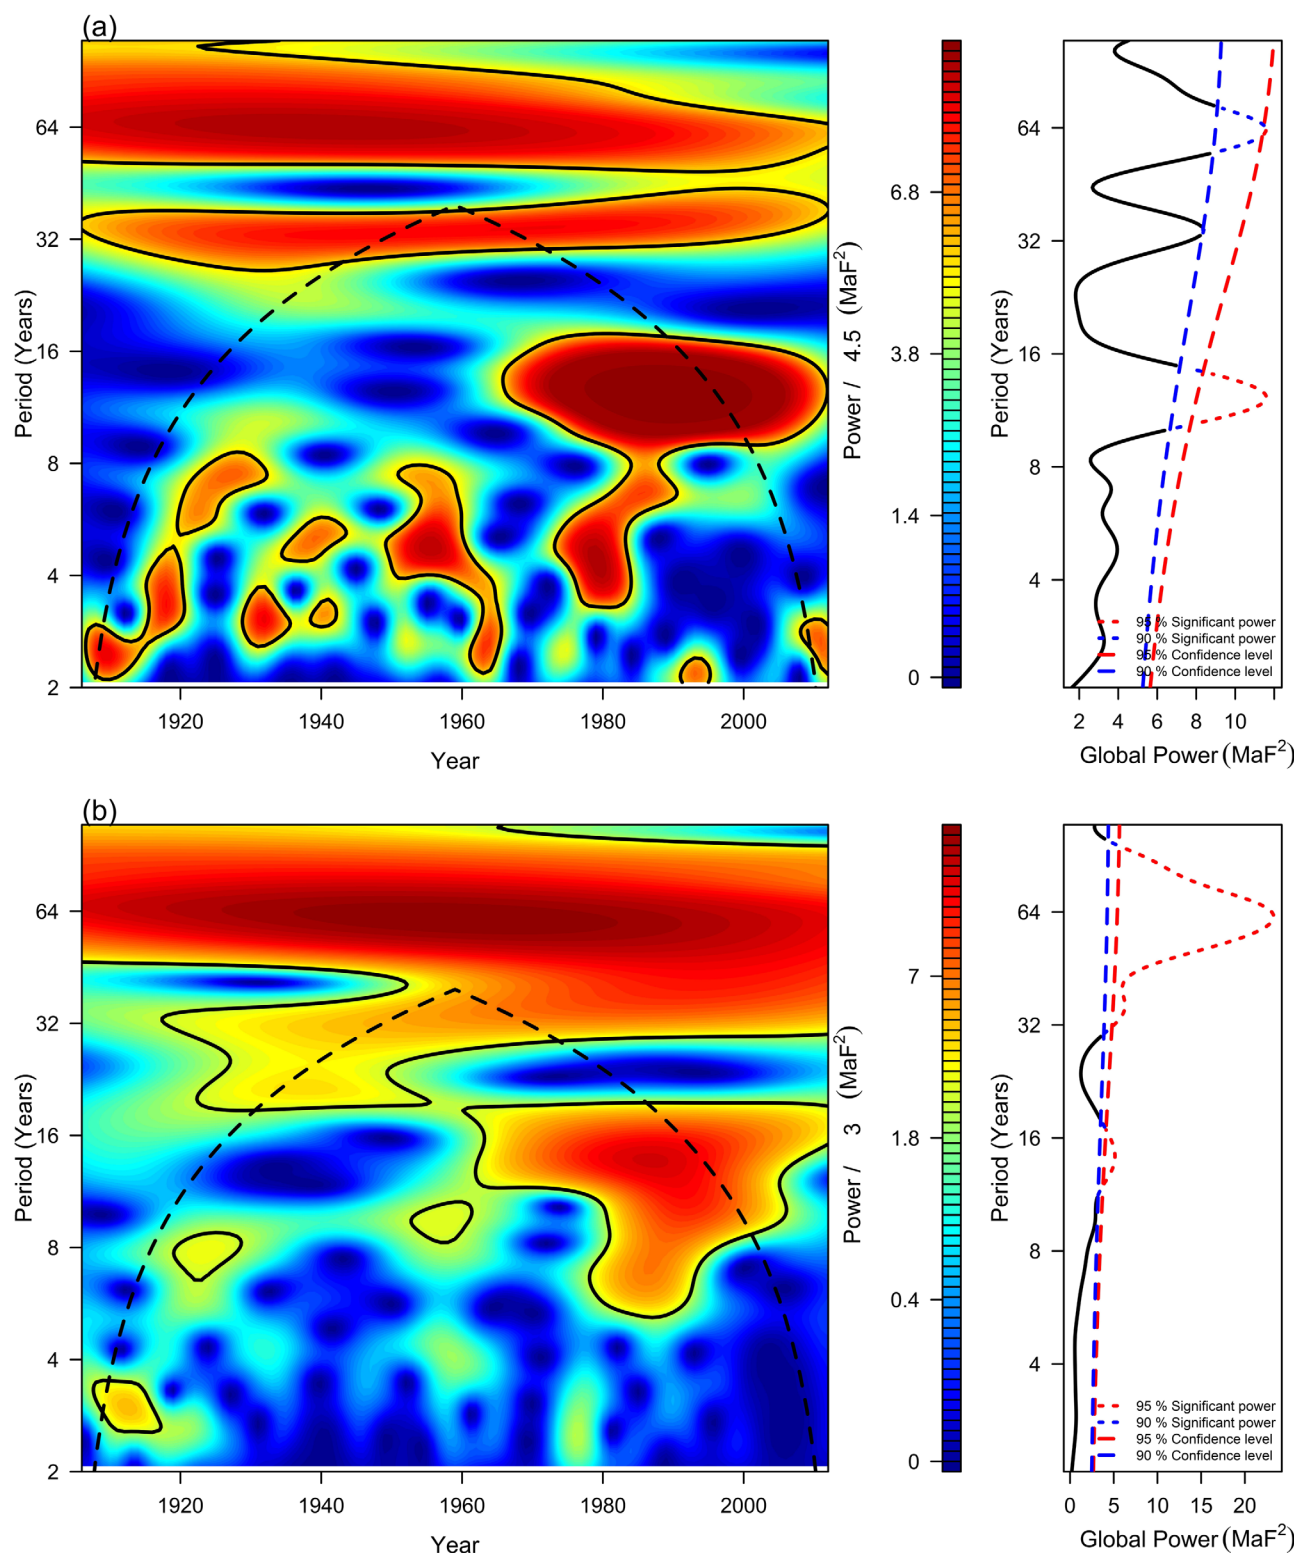 (a)
64
32
16
8
4
2
Period (Years)
1920 1940 1960 1980 2000
Year
6.8
3.8
1.4
0
Power / 4.5 (MaF²)
64
32
16
8
4
Period (Years)
95 % Significant power
90 % Significant power
95 % Confidence level
90 % Confidence level
2 4 6 8 10
Global Power (MaF²)
(b)
64
32
16
8
4
2
Period (Years)
1920 1940 1960 1980 2000
Year
7
1.8
0.4
0
Power / 3 (MaF²)
64
32
16
8
4
Period (Years)
95 % Significant power
90 % Significant power
95 % Confidence level
90 % Confidence level
0 5 10 15 20
Global Power (MaF²)